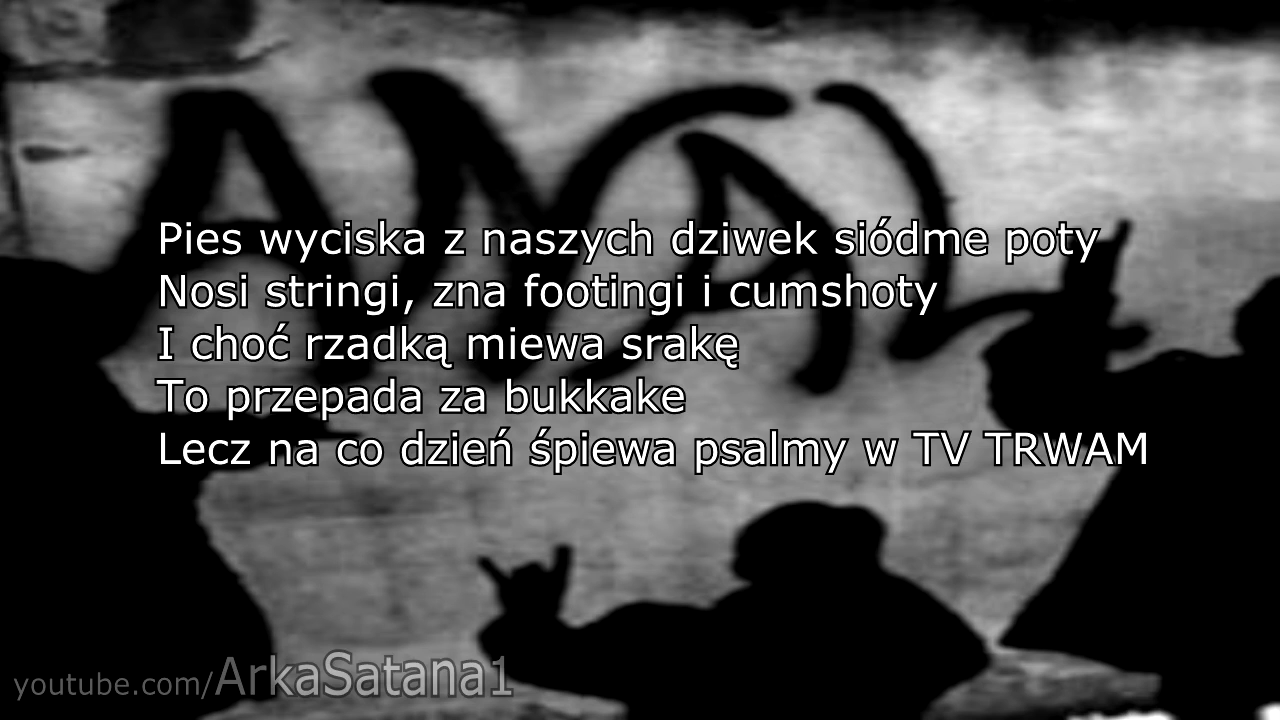 Pies wyciska z naszych dziwek siódme poty
Nosi stringi, zna footingi i cumshoty
I choć rzadką miewa srakę
To przepada za bukkake
Lecz na co dzień śpiewa psalmy w TV TRWAM
youtube.com/ArkaSatana1